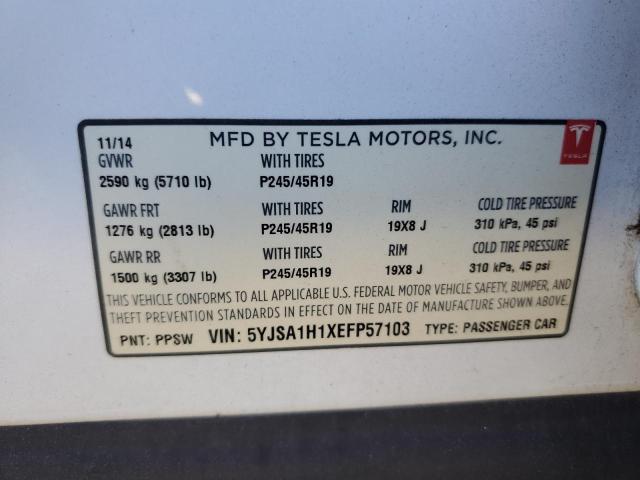 11/14 MFD BY TESLA MOTORS, INC.
TESLA
GVWR WITH TIRES
2590 kg (5710 lb) P245/45R19
GAWR FRT WITH TIRES RIM COLD TIRE PRESSURE
1276 kg (2813 lb) P245/45R19 19X8 J 310 kPa, 45 psi
GAWR RR WITH TIRES RIM COLD TIRE PRESSURE
1500 kg (3307 lb) P245/45R19 19X8 J 310 kPa, 45 psi
THIS VEHICLE CONFORMS TO ALL APPLICABLE U.S. FEDERAL MOTOR VEHICLE SAFETY, BUMPER, AND
THEFT PREVENTION STANDARDS IN EFFECT ON THE DATE OF MANUFACTURE SHOWN ABOVE.
PNT: PPSW VIN: 5YJSA1H1XEFP57103 TYPE: PASSENGER CAR